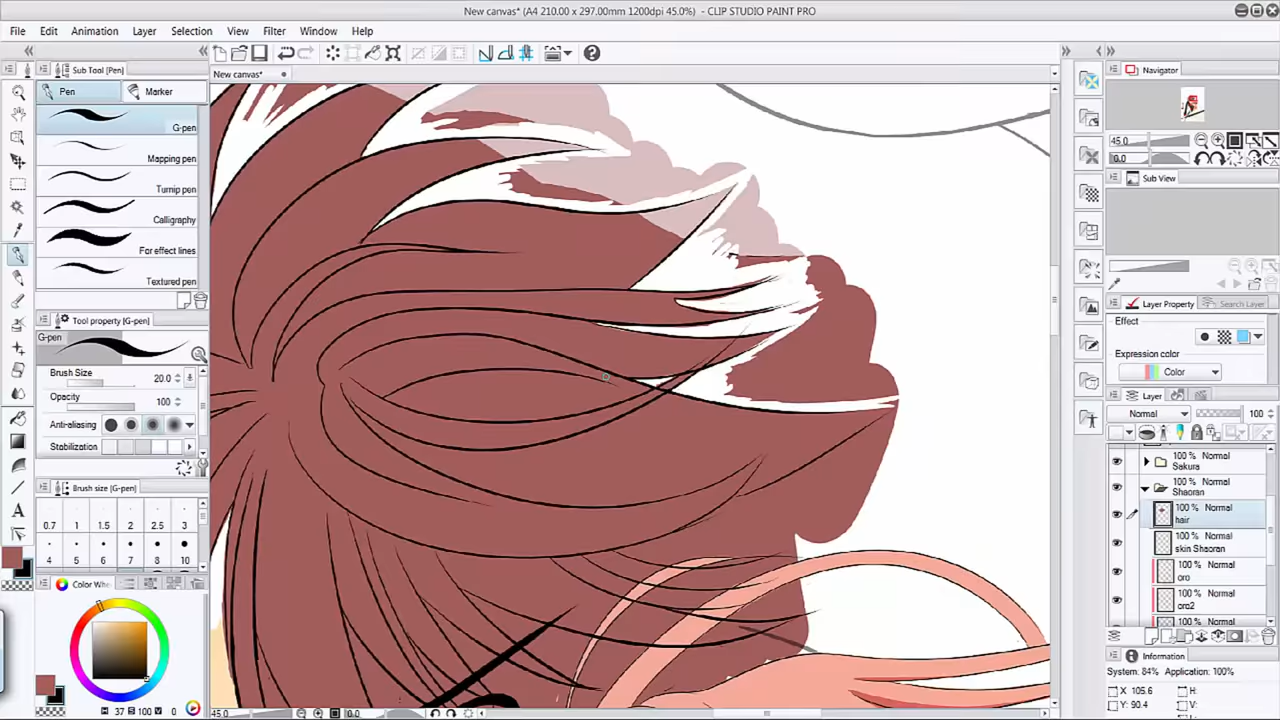 New canvas* (A4 210.00 x 297.00mm 1200dpi 45.0%) - CLIP STUDIO PAINT PRO
File Edit Animation Layer Selection View Filter Window Help
Sub Tool [Pen]
New canvas*
Navigator
Pen Marker
G-pen
Mapping pen
Turnip pen
Calligraphy
For effect lines
Textured pen
45.0
0.0
Sub View
Layer Property Search Layer
Effect
Expression color
Color
Tool property [G-pen]
G-pen
Brush Size 20.0
Opacity 100
Anti-aliasing
Stabilization
Layer
Normal 100
100 % Normal
Sakura
100 % Normal
Shaoran
100 % Normal
hair
100 % Normal
skin Shaoran
100 % Normal
oro
100 % Normal
oro2
100 % Normal
Brush size [G-pen]
0.7 1 1.5 2 2.5 3
4 5 6 7 8 10
Color Whe
H 37 S 100 V 0
45.0 0.0
Information
System: 84% Application: 100%
X 105.6 H:
Y: 90.4 V: